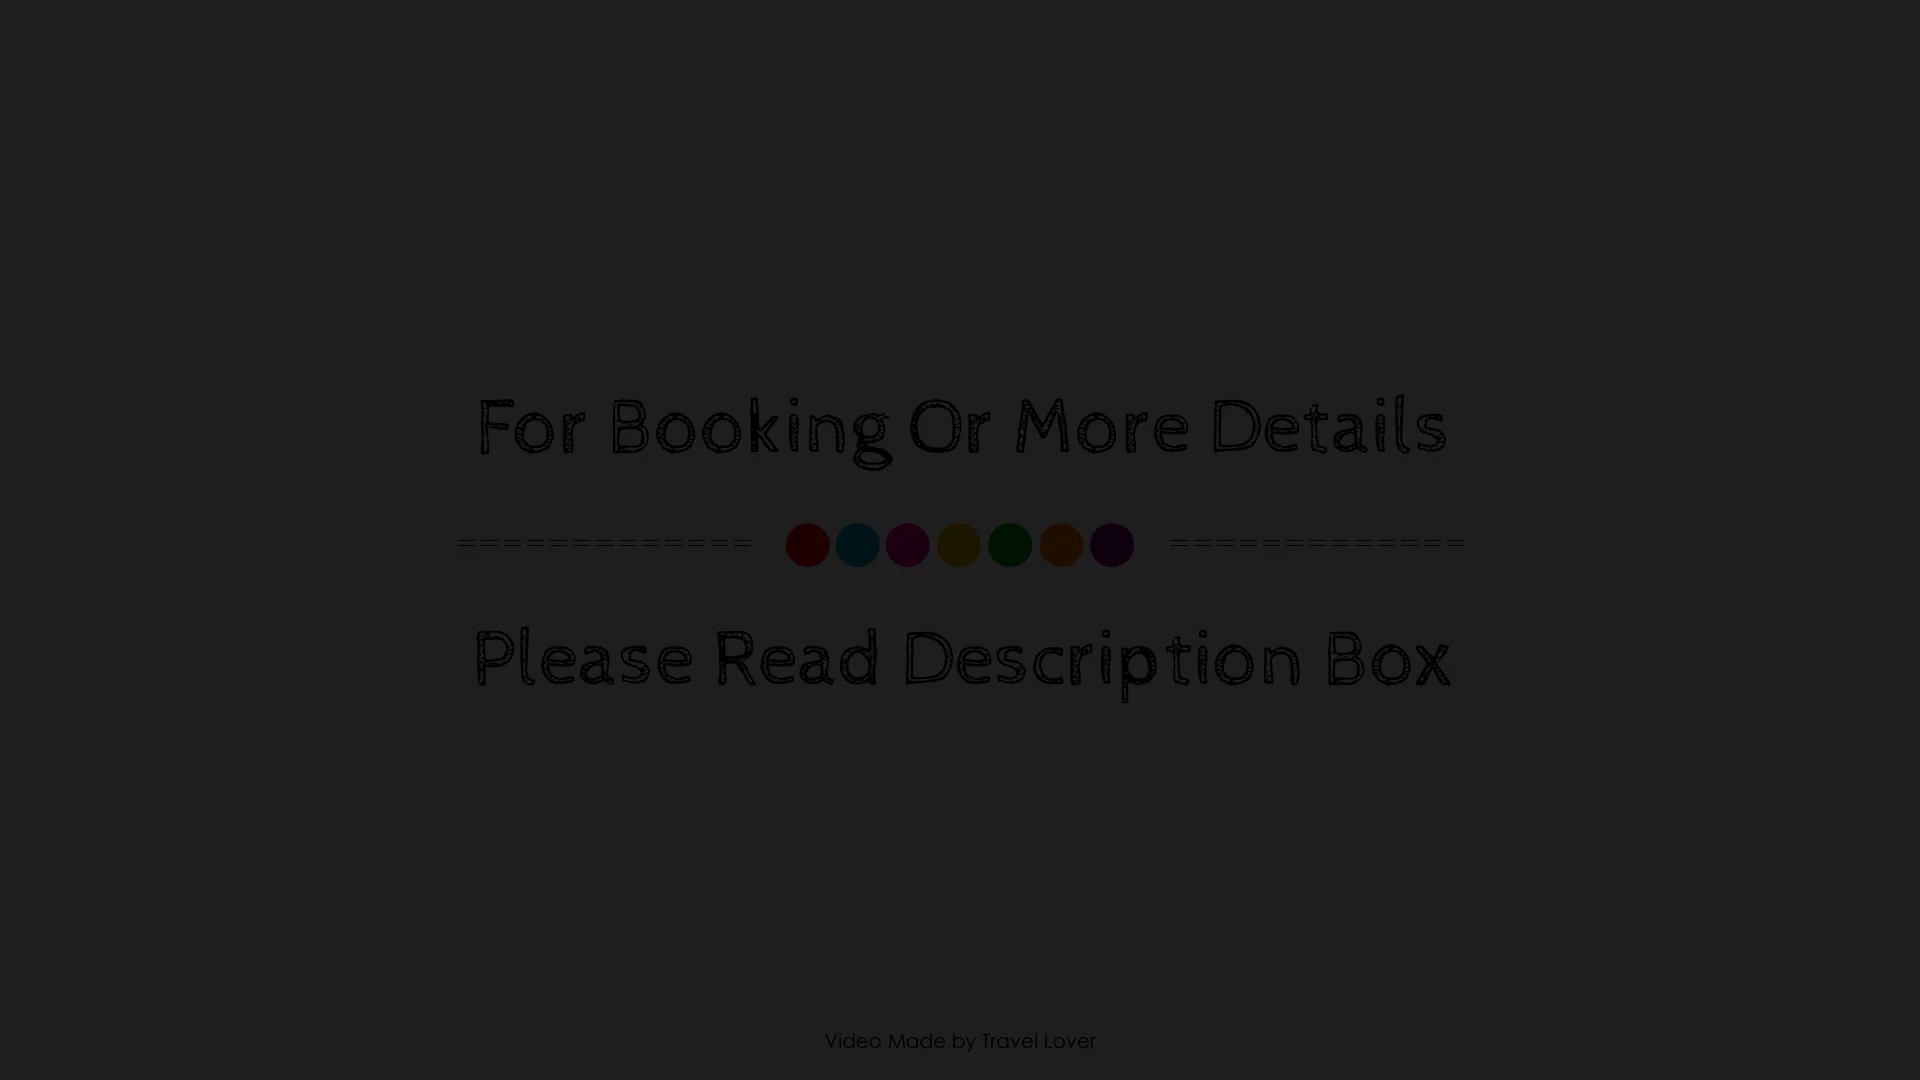 For Booking Or More Details
============= =============
Please Read Description Box
Video Made by Travel Lover